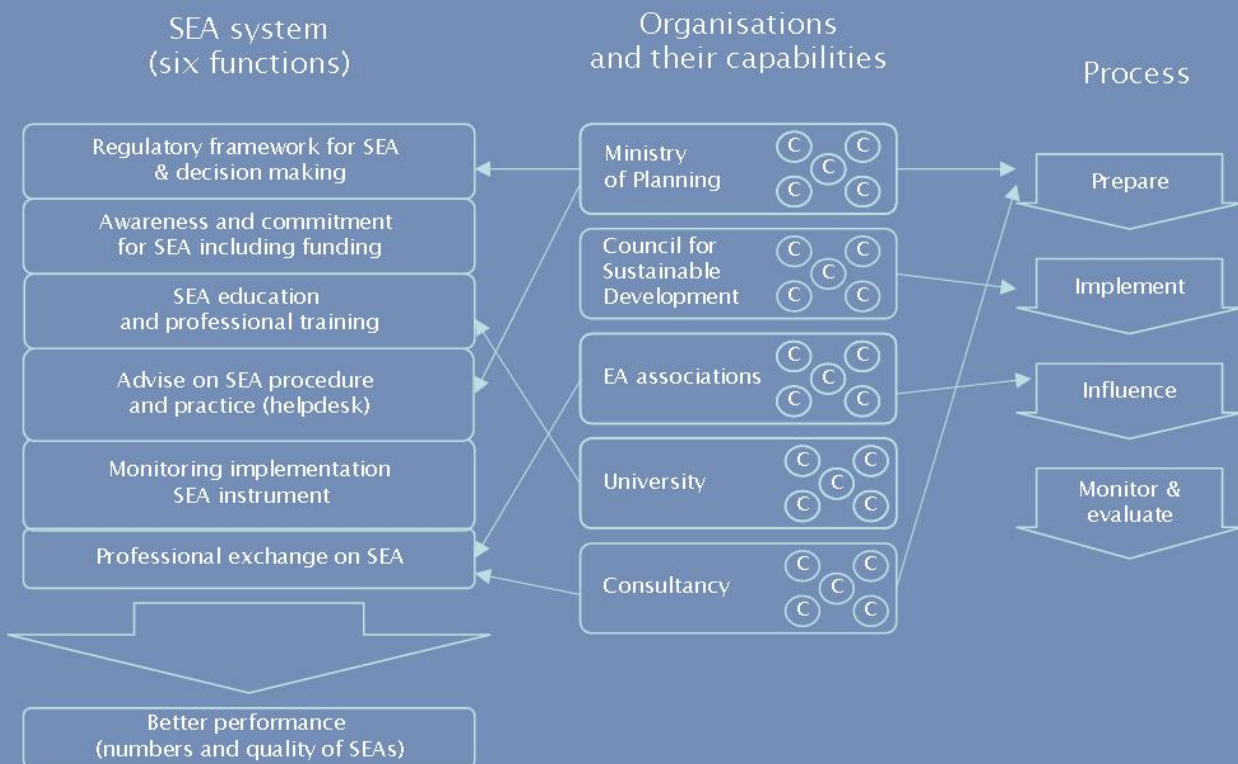 SEA system
(six functions)
Regulatory framework for SEA
& decision making
Awareness and commitment
for SEA including funding
SEA education
and professional training
Advise on SEA procedure
and practice (helpdesk)
Monitoring implementation
SEA instrument
Professional exchange on SEA
Better performance
(numbers and quality of SEAs)
Organisations
and their capabilities
Ministry
of Planning
C C
C
C C
Council for
Sustainable
Development
C C
C
C C
EA associations
C C
C
C C
University
C C
C
C C
Consultancy
C C
C
C C
Process
Prepare
Implement
Influence
Monitor &
evaluate